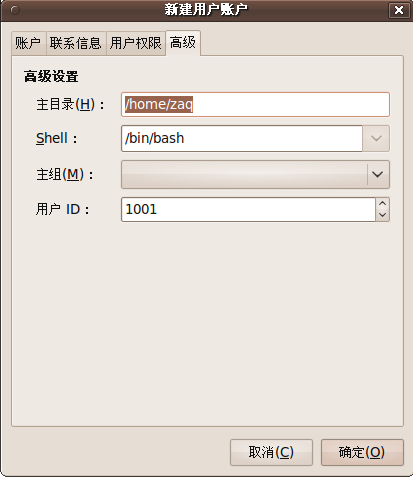 新建用户账户
账户 联系信息 用户权限 高级
高级设置
主目录(H)： /home/zaq
Shell： /bin/bash
主组(M)：
用户 ID： 1001
取消(C) 确定(O)